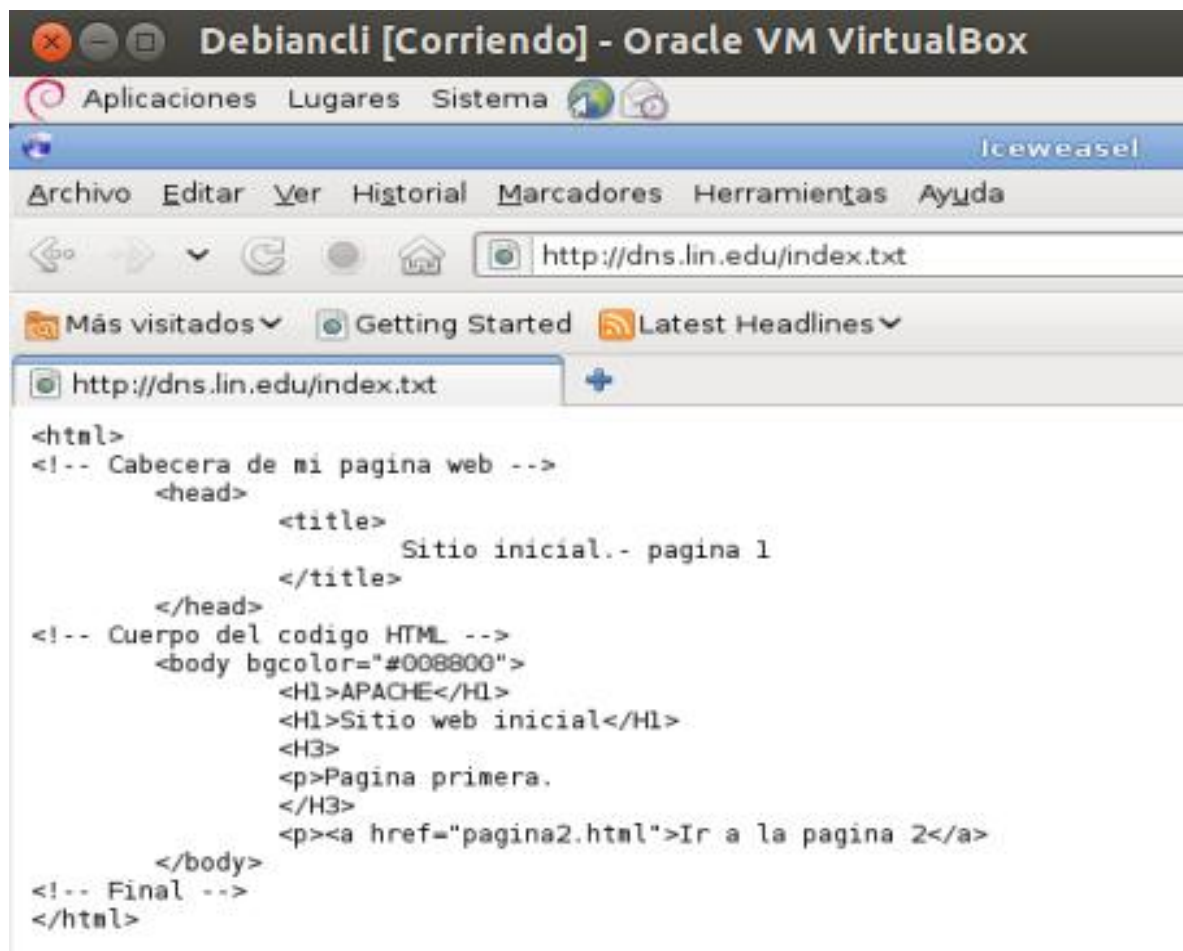 Debiancli [Corriendo] - Oracle VM VirtualBox
Aplicaciones Lugares Sistema
Iceweasel
Archivo Editar Ver Historial Marcadores Herramientas Ayuda
http://dns.lin.edu/index.txt
Más visitados Getting Started Latest Headlines
http://dns.lin.edu/index.txt
<html>
<!-- Cabecera de mi pagina web -->
<head>
<title>
Sitio inicial.- pagina 1
</title>
</head>
<!-- Cuerpo del codigo HTML -->
<body bgcolor="#008800">
<H1>APACHE</H1>
<H1>Sitio web inicial</H1>
<H3>
<p>Pagina primera.
</H3>
<p><a href="pagina2.html">Ir a la pagina 2</a>
</body>
<!-- Final -->
</html>